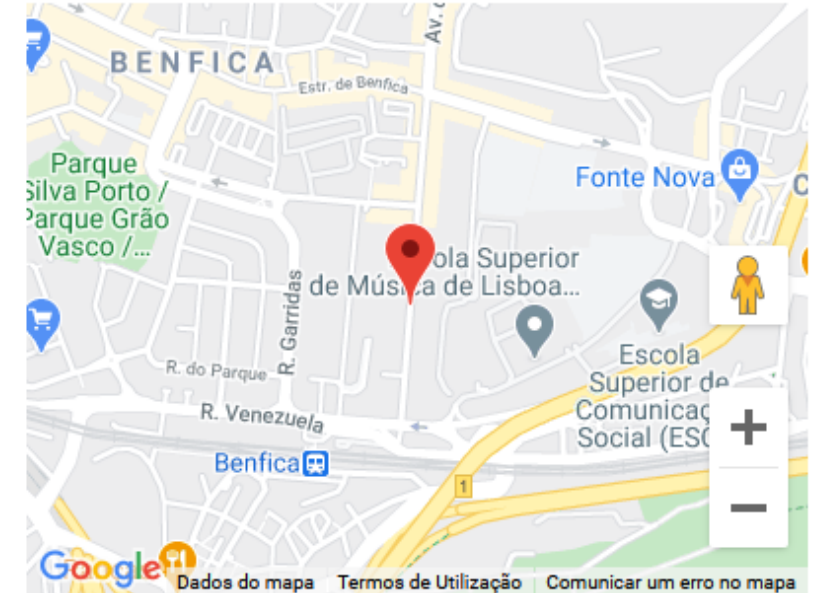 BENFICA
Av. d
Estr. de Benfica
Parque
Silva Porto /
Parque Grão
Vasco /...
Fonte Nova
C
ola Superior
de Música de Lisboa...
R. Garridas
R. do Parque
Escola
Superior de
Comunicaç
Social (ESC
R. Venezuela
Benfica
1
Google
Dados do mapa Termos de Utilização Comunicar um erro no mapa